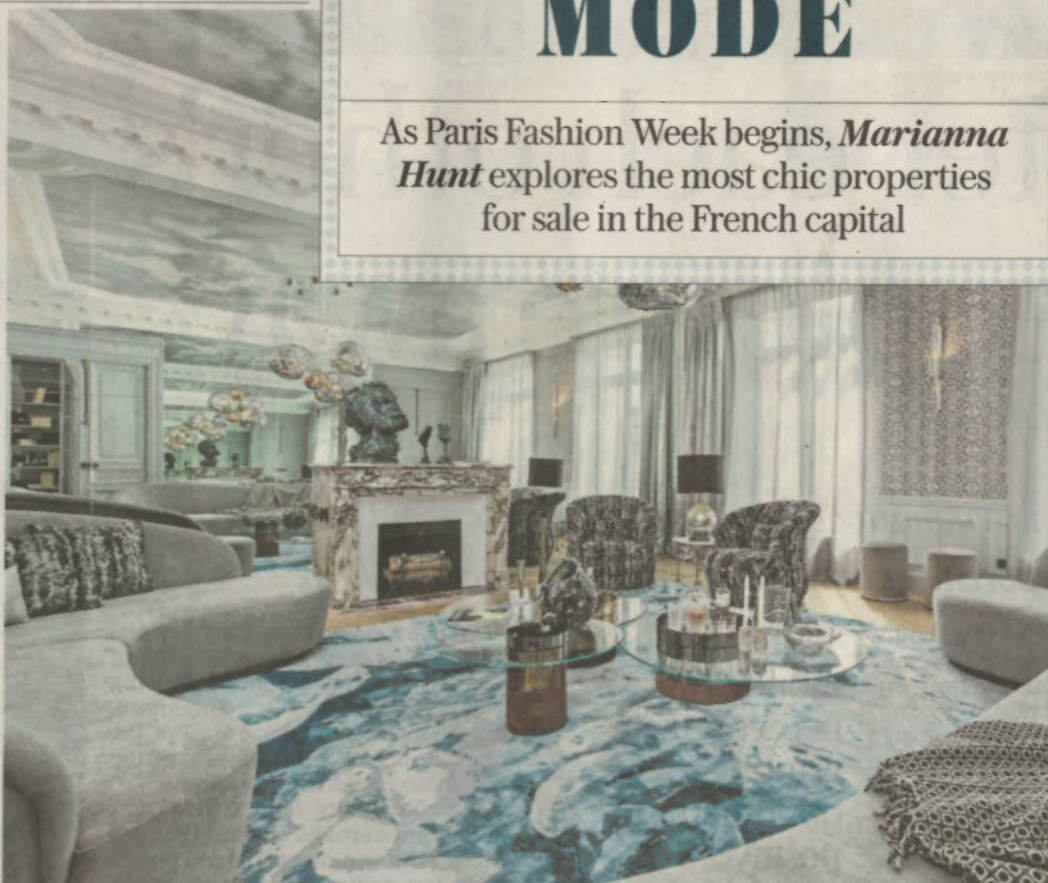 MODE
As Paris Fashion Week begins, Marianna
Hunt explores the most chic properties
for sale in the French capital